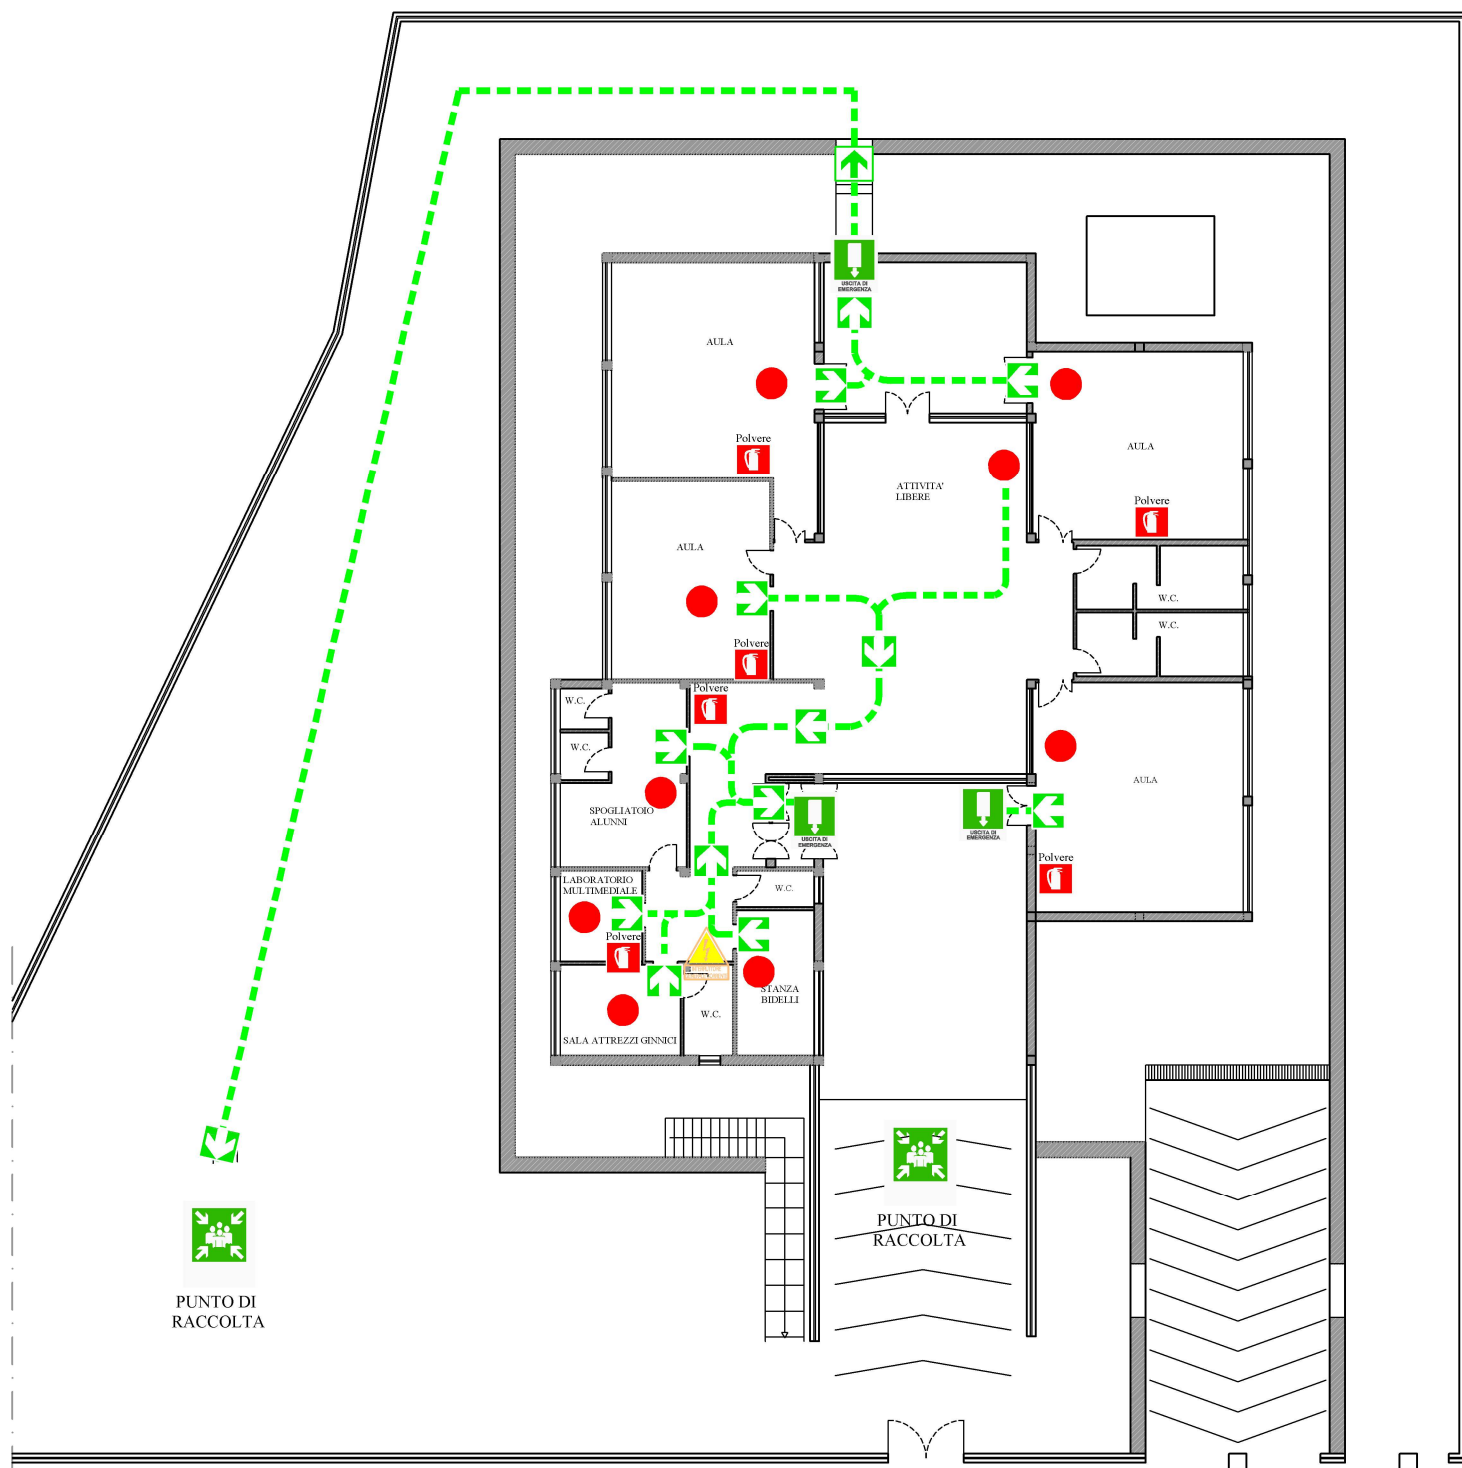 USCITA DI
EMERGENZA
AULA
Polvere
AULA
ATTIVITA'
LIBERE
Polvere
AULA
W.C.
W.C.
Polvere
Polvere
W.C.
W.C.
SPOGLIATOIO
ALUNNI
AULA
USCITA DI
EMERGENZA
USCITA DI
EMERGENZA
Polvere
LABORATORIO
MULTIMEDIALE
W.C.
Polvere
STANZA
BIDELLI
W.C.
SALA ATTREZZI GINNICI
PUNTO DI
RACCOLTA
PUNTO DI
RACCOLTA